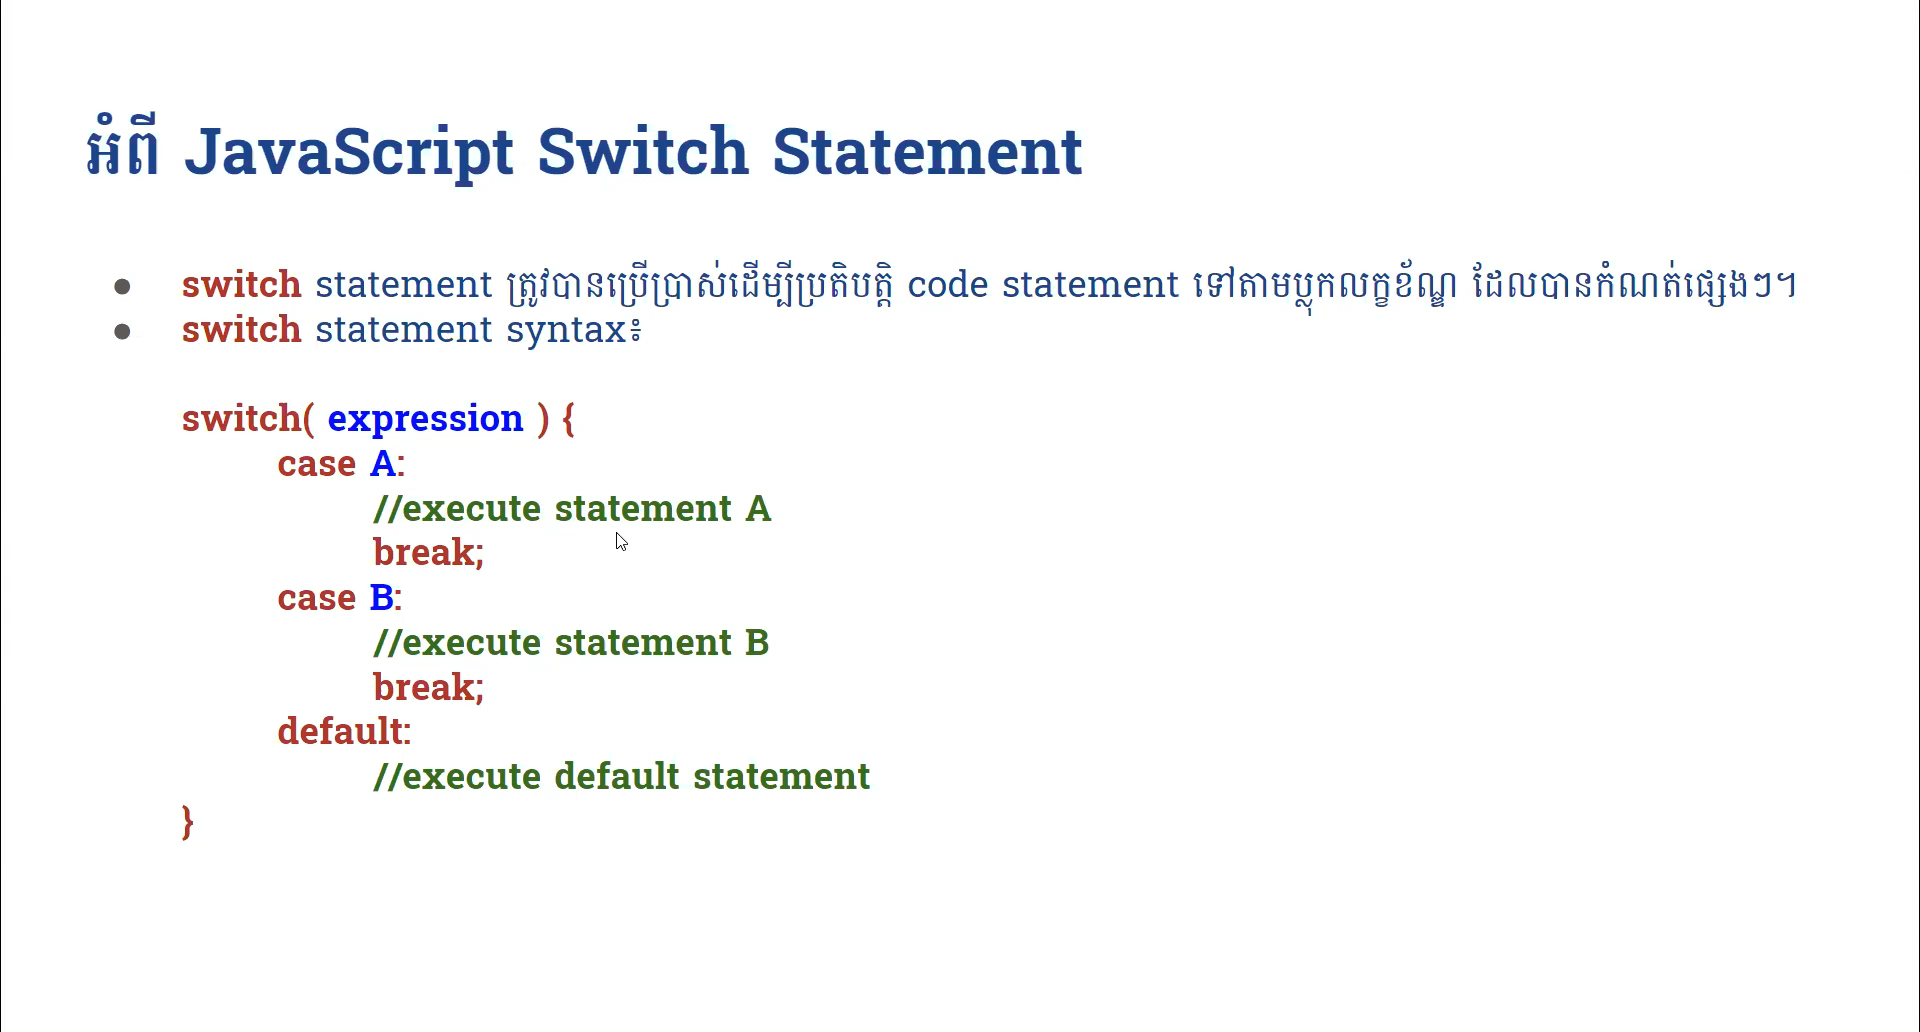 អំពី JavaScript Switch Statement
switch statement ត្រូវបានប្រើប្រាស់ដើម្បីប្រតិបត្តិ code statement ទៅតាមប្លុកលក្ខខ័ណ្ឌ ដែលបានកំណត់ផ្សេងៗ។
switch statement syntax៖
switch( expression ) {
case A:
//execute statement A
break;
case B:
//execute statement B
break;
default:
//execute default statement
}